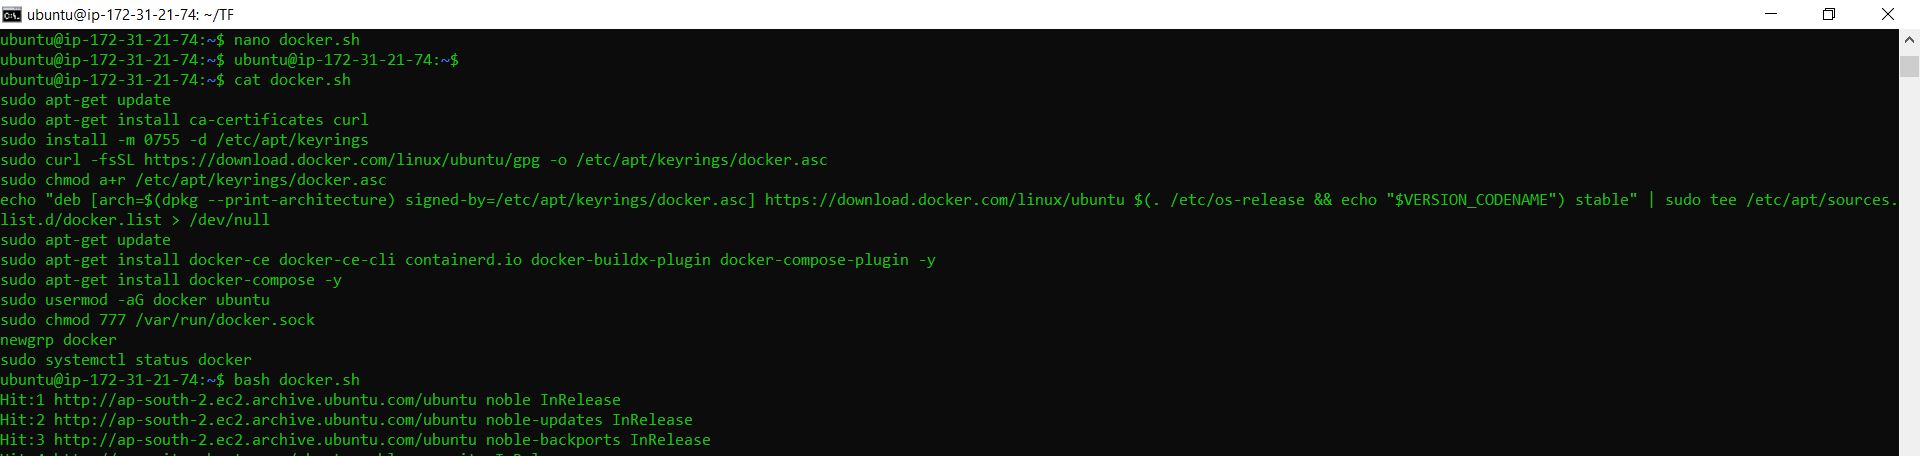 ubuntu@ip-172-31-21-74: ~/TF
ubuntu@ip-172-31-21-74:~$ nano docker.sh
ubuntu@ip-172-31-21-74:~$ ubuntu@ip-172-31-21-74:~$
ubuntu@ip-172-31-21-74:~$ cat docker.sh
sudo apt-get update
sudo apt-get install ca-certificates curl
sudo install -m 0755 -d /etc/apt/keyrings
sudo curl -fsSL https://download.docker.com/linux/ubuntu/gpg -o /etc/apt/keyrings/docker.asc
sudo chmod a+r /etc/apt/keyrings/docker.asc
echo "deb [arch=$(dpkg --print-architecture) signed-by=/etc/apt/keyrings/docker.asc] https://download.docker.com/linux/ubuntu $(. /etc/os-release && echo "$VERSION_CODENAME") stable" | sudo tee /etc/apt/sources.
list.d/docker.list > /dev/null
sudo apt-get update
sudo apt-get install docker-ce docker-ce-cli containerd.io docker-buildx-plugin docker-compose-plugin -y
sudo apt-get install docker-compose -y
sudo usermod -aG docker ubuntu
sudo chmod 777 /var/run/docker.sock
newgrp docker
sudo systemctl status docker
ubuntu@ip-172-31-21-74:~$ bash docker.sh
Hit:1 http://ap-south-2.ec2.archive.ubuntu.com/ubuntu noble InRelease
Hit:2 http://ap-south-2.ec2.archive.ubuntu.com/ubuntu noble-updates InRelease
Hit:3 http://ap-south-2.ec2.archive.ubuntu.com/ubuntu noble-backports InRelease